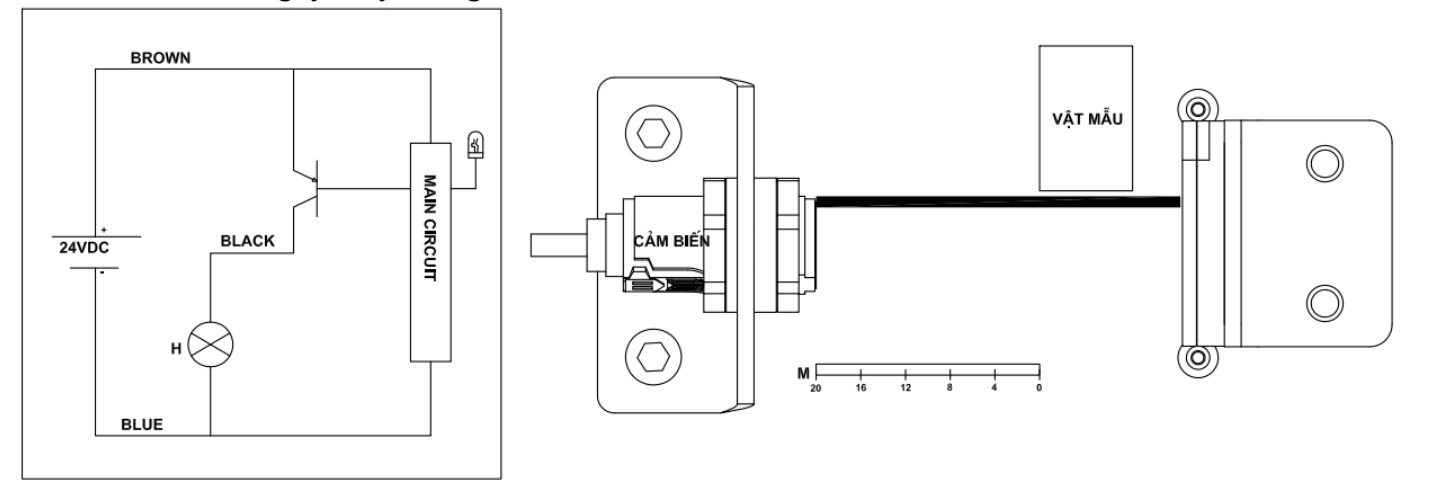 BROWN
24VDC
+
-
BLACK
H
BLUE
MAIN CIRCUIT
CẢM BIẾN
VẬT MẪU
M
20 16 12 8 4 0